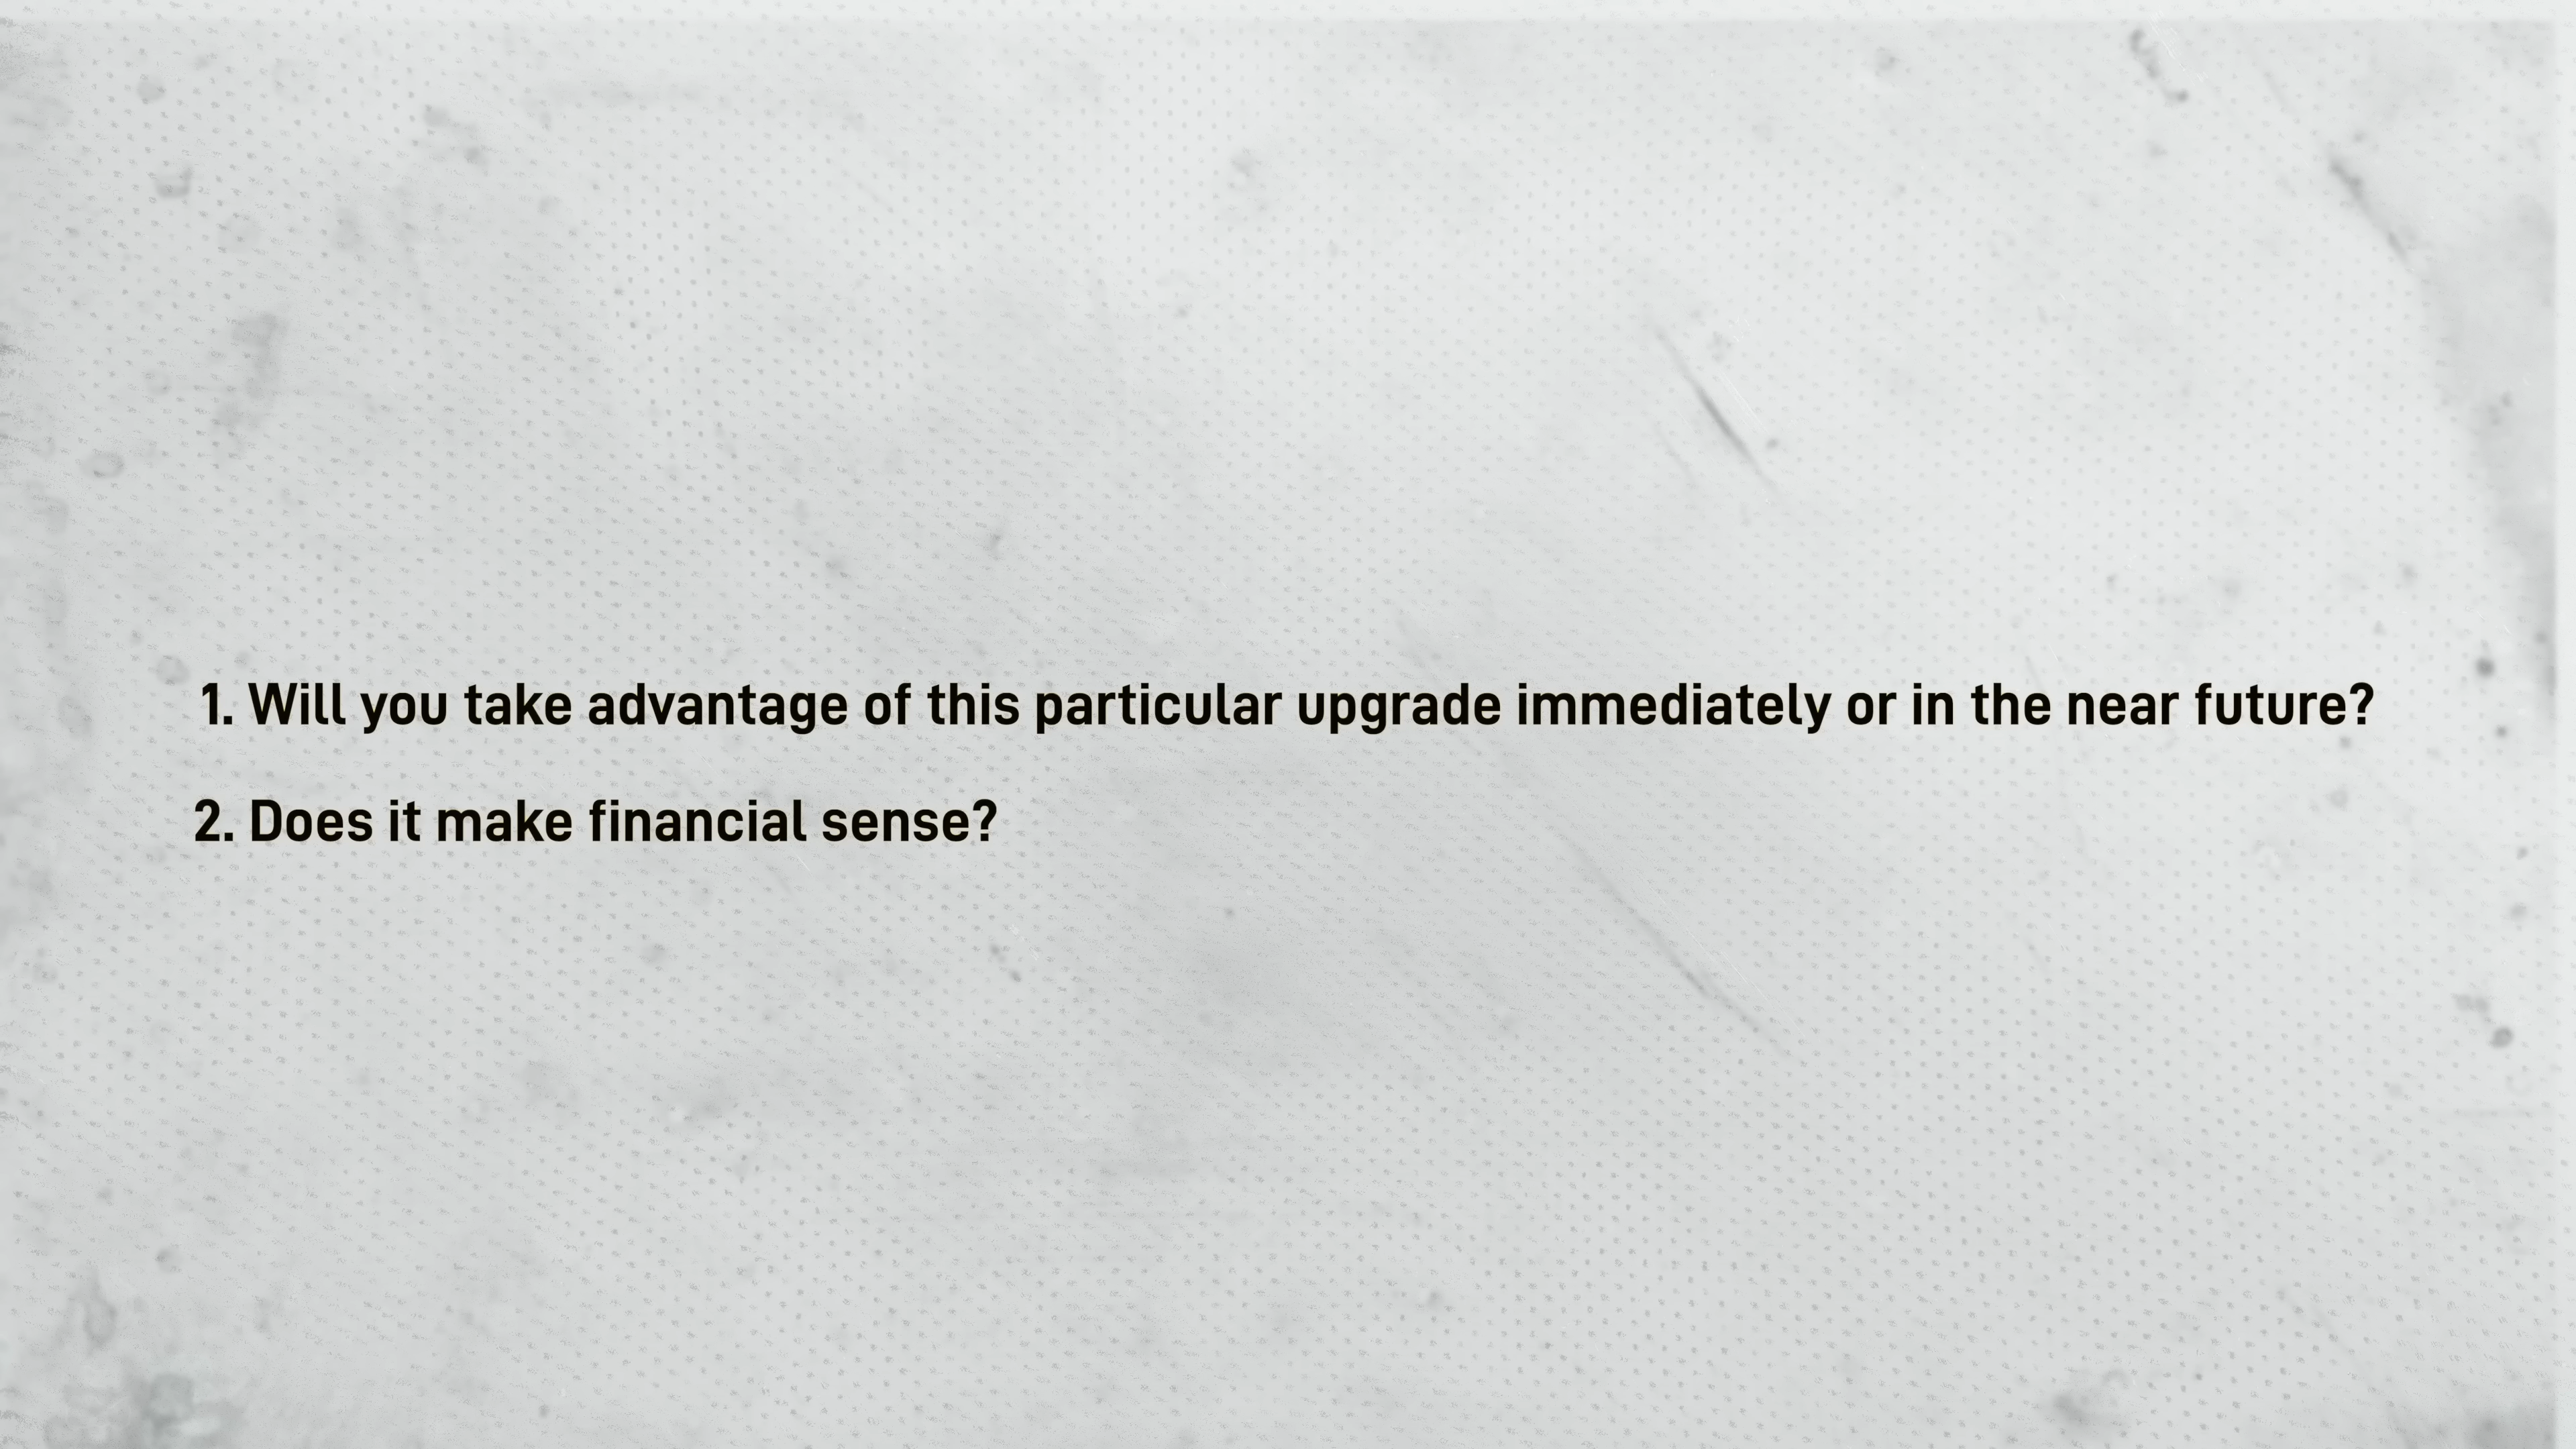 1. Will you take advantage of this particular upgrade immediately or in the near future?
2. Does it make financial sense?